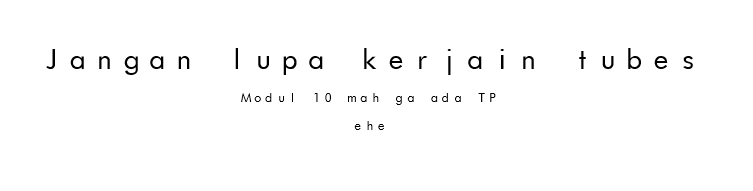 Jangan lupa kerjain tubes
Modul 10 mah ga ada TP
ehe